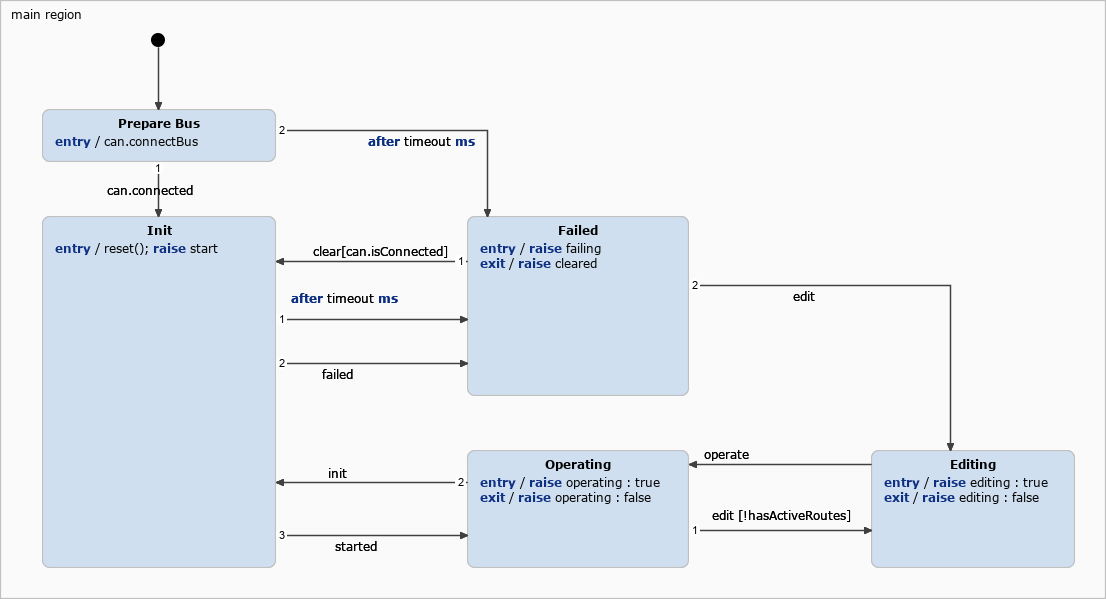 main region
Prepare Bus
entry / can.connectBus
2
after timeout ms
1
can.connected
Init
entry / reset(); raise start
Failed
entry / raise failing
exit / raise cleared
clear[can.isConnected]
1
after timeout ms
1
2
failed
2
edit
Operating
entry / raise operating : true
exit / raise operating : false
operate
Editing
entry / raise editing : true
exit / raise editing : false
init
2
edit [!hasActiveRoutes]
1
3
started